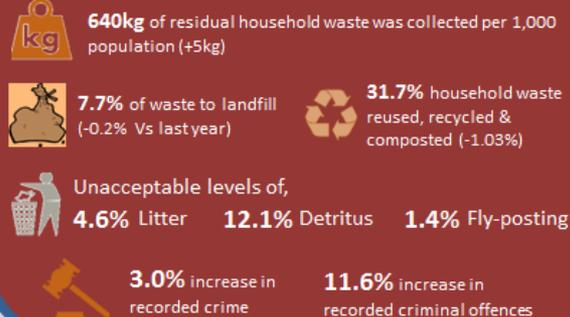 kg
640kg of residual household waste was collected per 1,000
population (+5kg)
7.7% of waste to landfill
(-0.2% Vs last year)
31.7% household waste
reused, recycled &
composted (-1.03%)
Unacceptable levels of,
4.6% Litter 12.1% Detritus 1.4% Fly-posting
3.0% increase in
recorded crime
11.6% increase in
recorded criminal offences